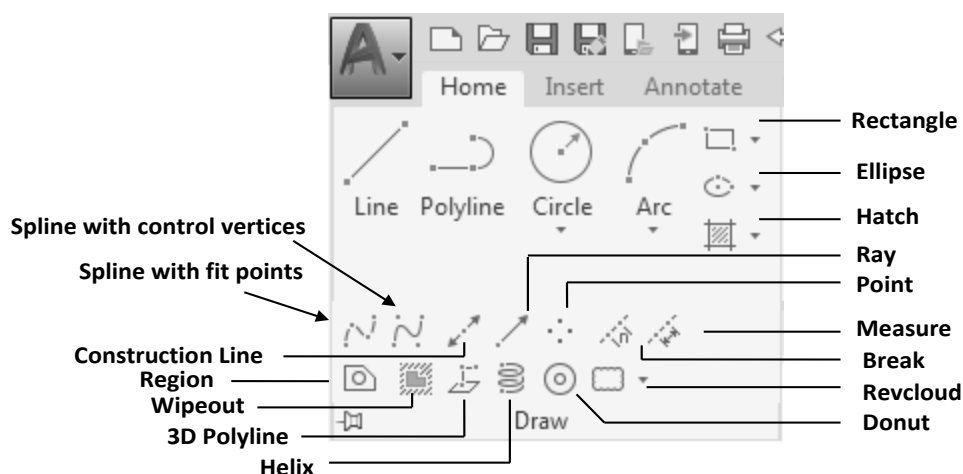 Home Insert Annotate
Rectangle
Ellipse
Line Polyline Circle Arc
Hatch
Spline with control vertices
Ray
Spline with fit points
Point
Measure
Construction Line
Break
Region
Revcloud
Wipeout
Donut
3D Polyline
Draw
Helix